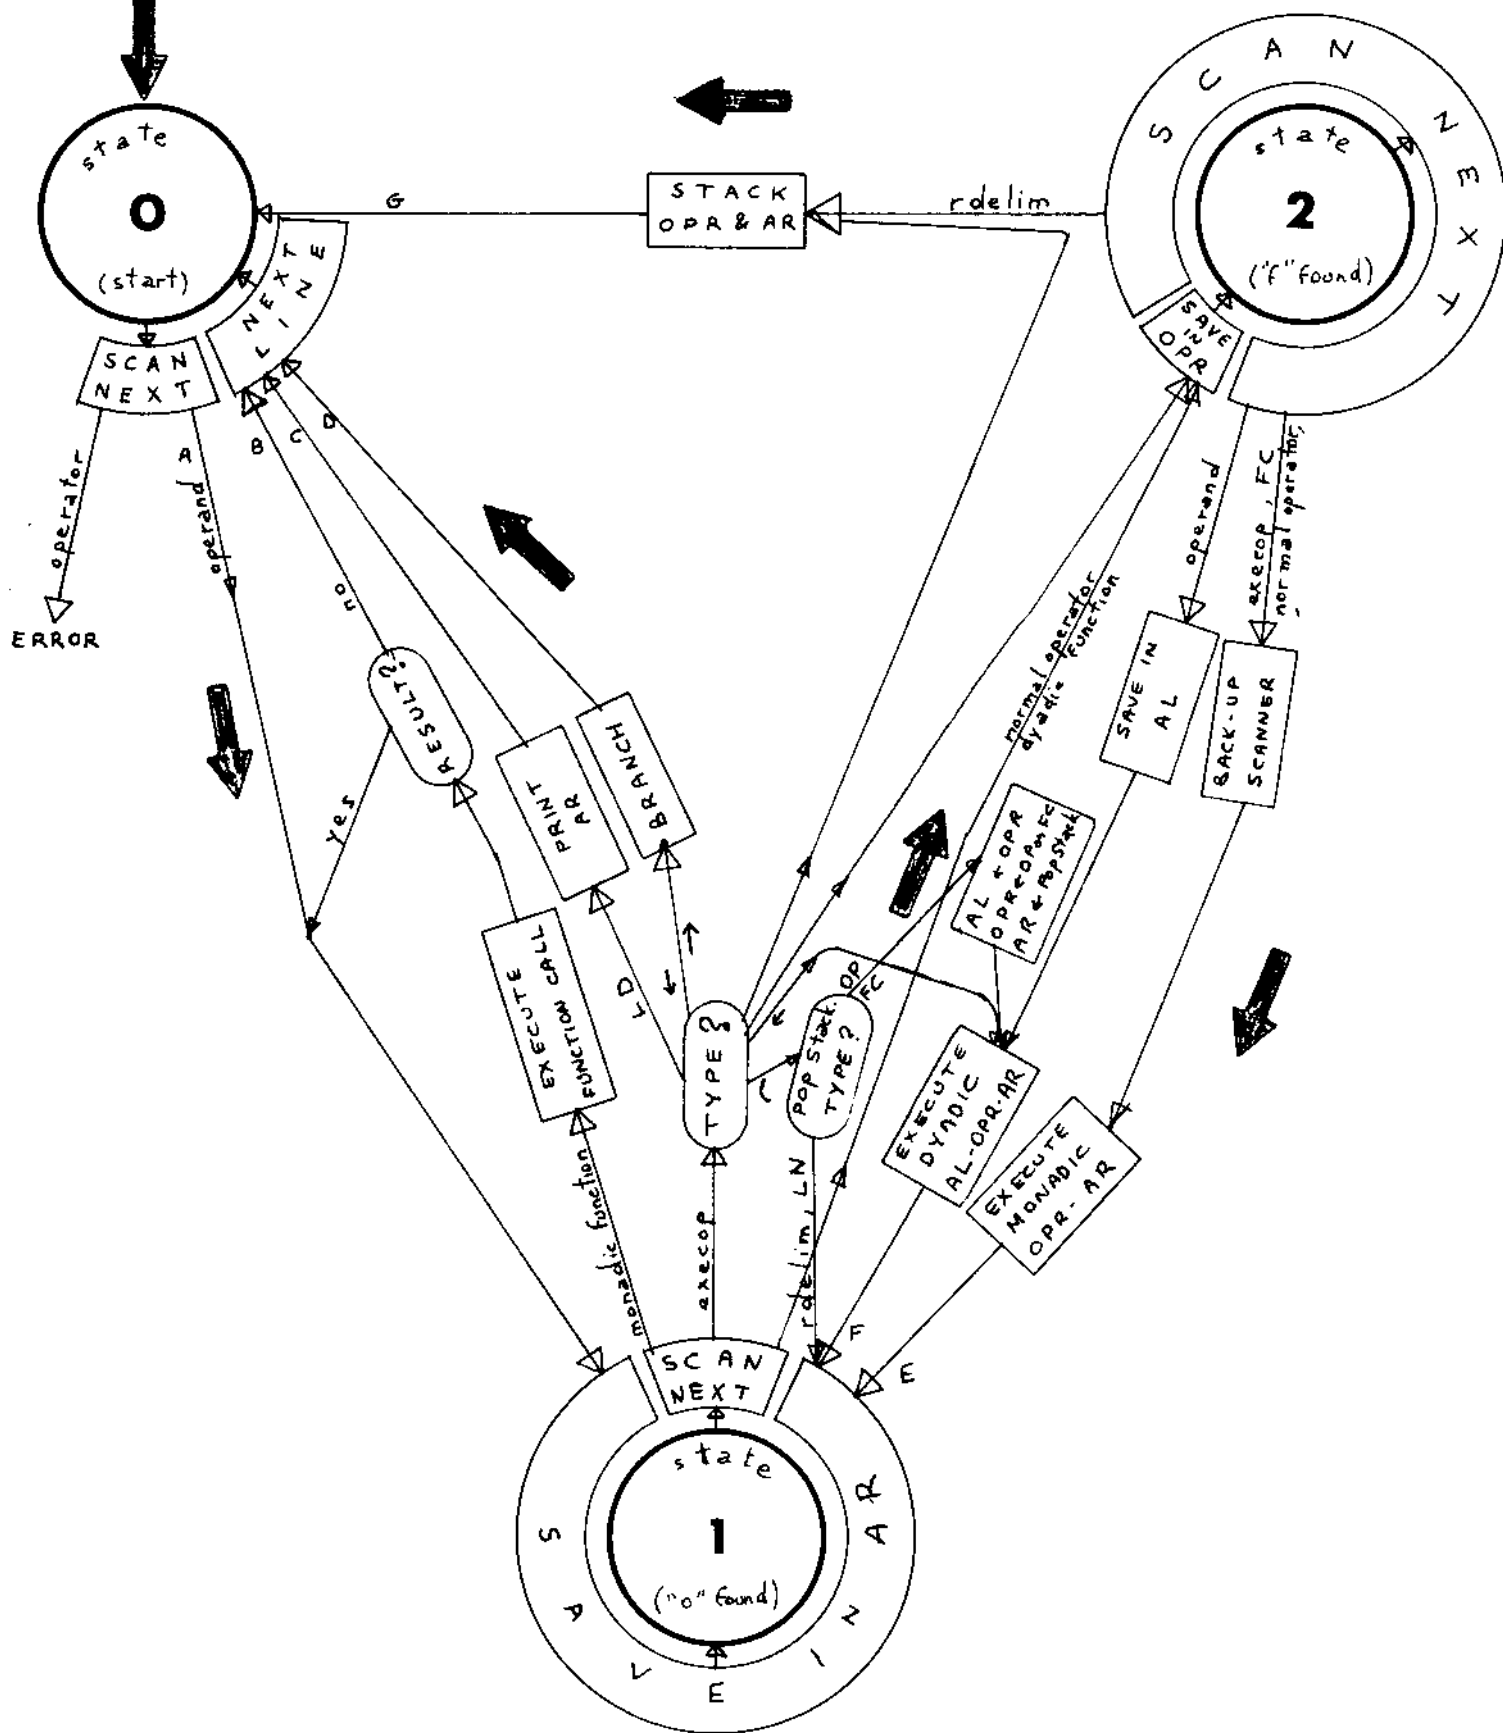 state
0
(start)
SCAN
NEXT
NEXT
LINE
operator
ERROR
A
operand
B
C
D
G
STACK
OPR & AR
rdelim
SCAN NEXT
state
2
("f" found)
SAVE
IN
OPR
operand
execop, FC
normal operator,
SAVE IN
AL
BACK-UP
SCANNER
no
RESULT?
yes
PRINT
AR
BRANCH
EXECUTE
FUNCTION CALL
LD
←
→
TYPE?
←
(
POP Stack.
TYPE?
OP
FC
normal operator
dyadic function
AL ← OPR
OPR ← OP or FC
AR ← Pop Stack
EXECUTE
DYADIC
AL-OPR-AR
EXECUTE
MONADIC
OPR-AR
monadic function
execop
rdelim, LN
F
E
SCAN
NEXT
SAVE IN AR
state
1
("o" found)